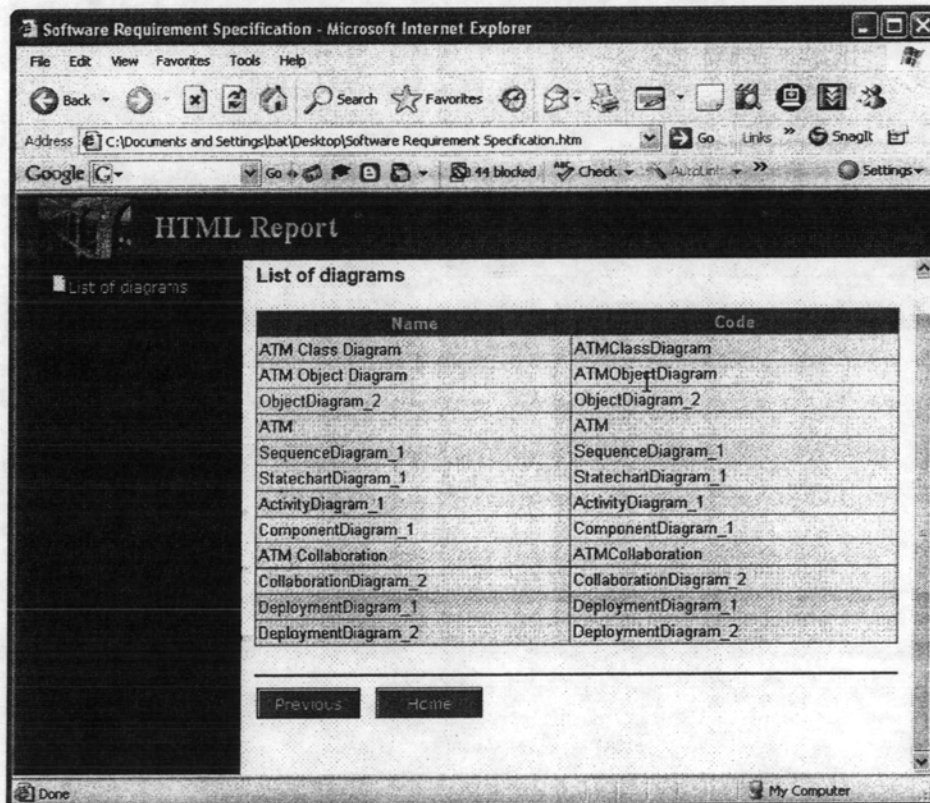 Software Requirement Specification - Microsoft Internet Explorer
File Edit View Favorites Tools Help
Back Search Favorites
Address C:\Documents and Settings\bat\Desktop\Software Requirement Specification.htm Go Links » SnagIt
Google G Go 44 blocked ABC Check AutoLink » Settings
HTML Report
List of diagrams
List of diagrams
Name Code
ATM Class Diagram ATMClassDiagram
ATM Object Diagram ATMObjectDiagram
ObjectDiagram_2 ObjectDiagram_2
ATM ATM
SequenceDiagram_1 SequenceDiagram_1
StatechartDiagram_1 StatechartDiagram_1
ActivityDiagram_1 ActivityDiagram_1
ComponentDiagram_1 ComponentDiagram_1
ATM Collaboration ATMCollaboration
CollaborationDiagram_2 CollaborationDiagram_2
DeploymentDiagram_1 DeploymentDiagram_1
DeploymentDiagram_2 DeploymentDiagram_2
Previous Home
Done My Computer